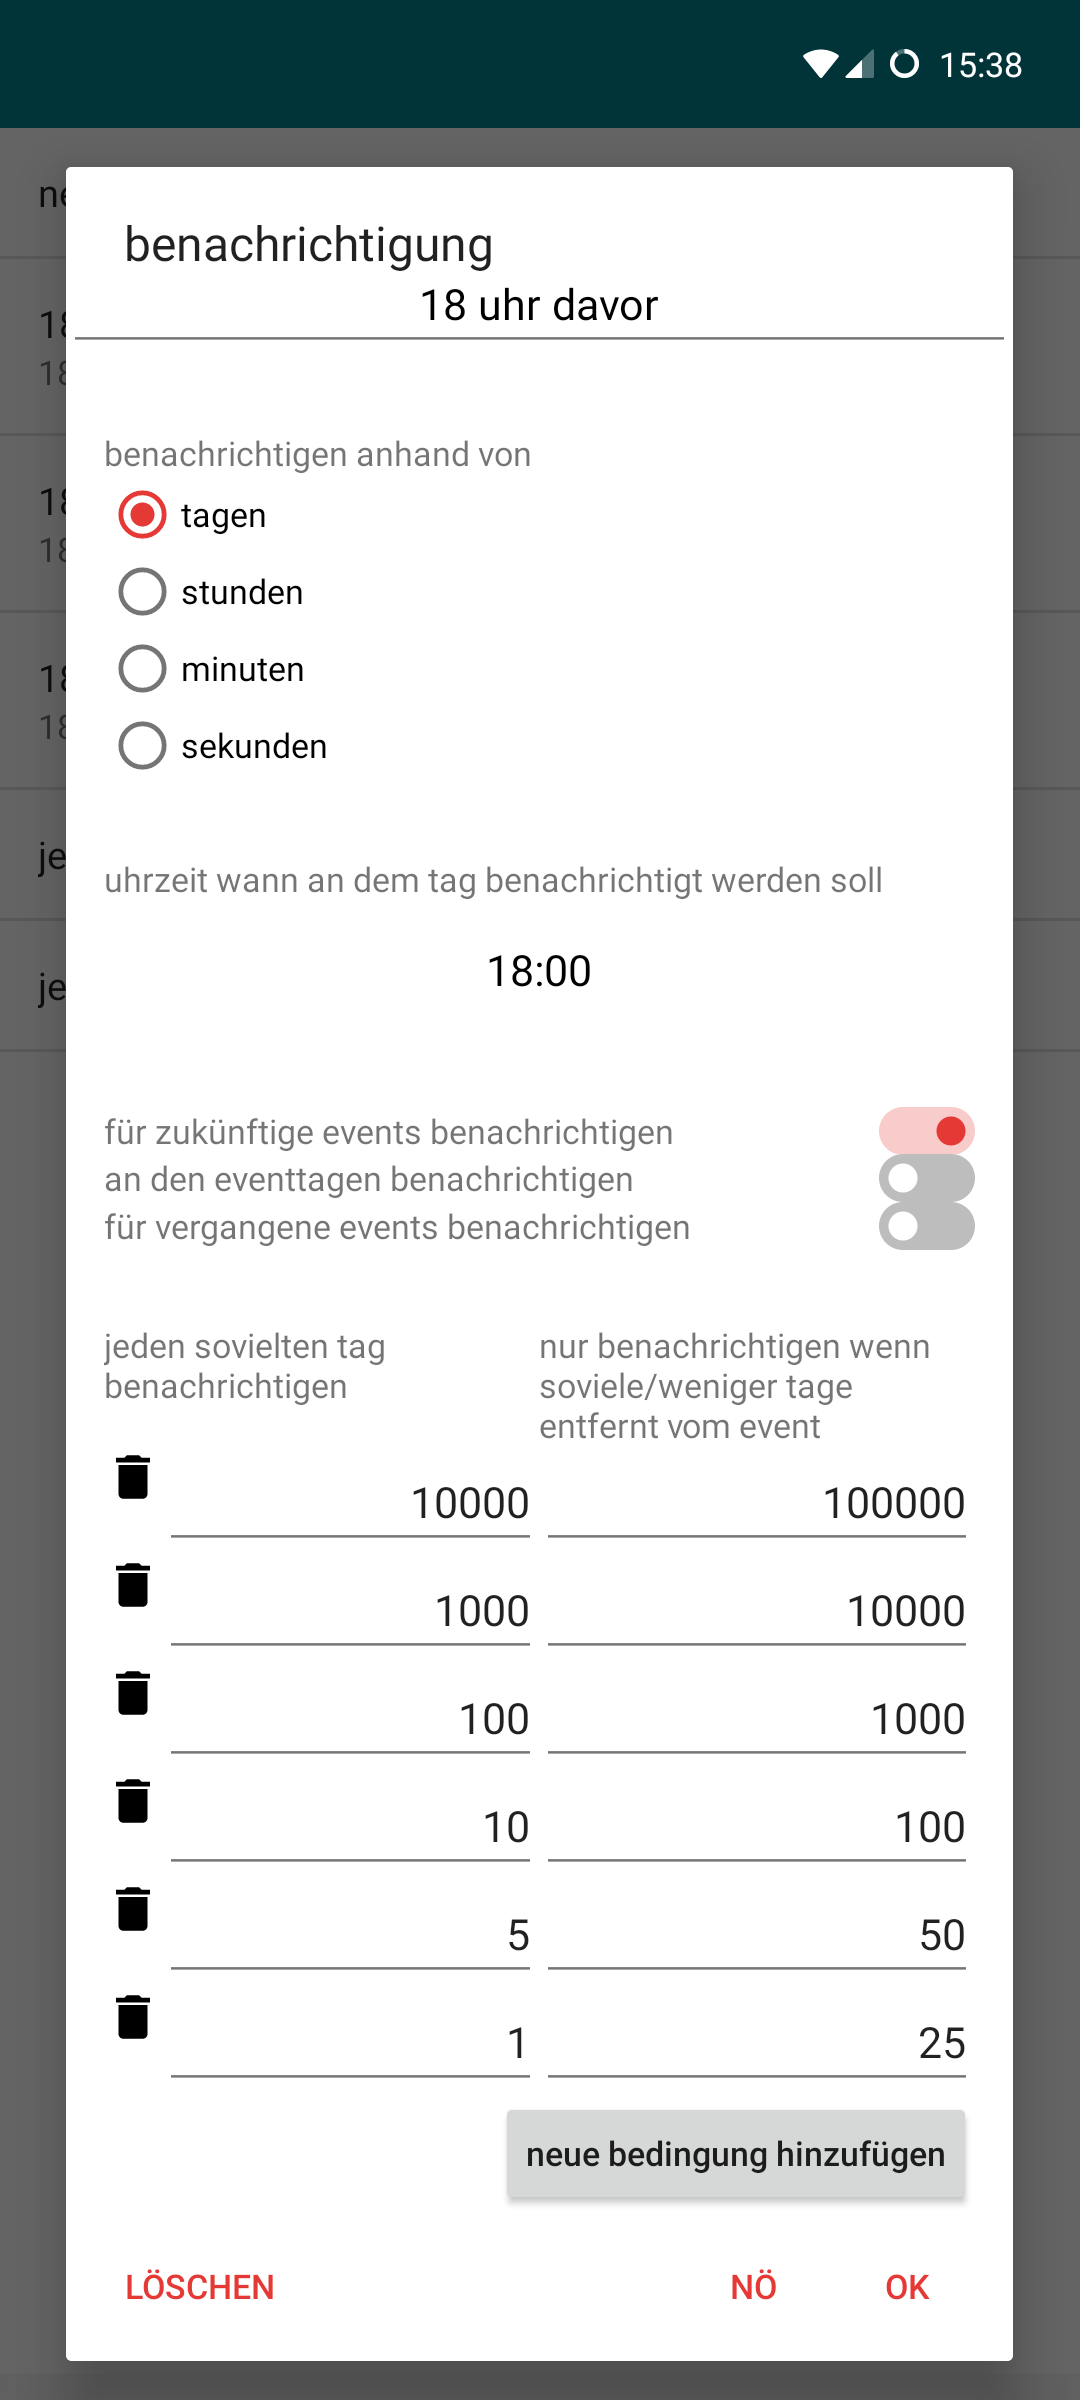 15:38
benachrichtigung
18 uhr davor
benachrichtigen anhand von
tagen
stunden
minuten
sekunden
uhrzeit wann an dem tag benachrichtigt werden soll
18:00
für zukünftige events benachrichtigen
an den eventtagen benachrichtigen
für vergangene events benachrichtigen
jeden sovielten tag
benachrichtigen
nur benachrichtigen wenn
soviele/weniger tage
entfernt vom event
10000 100000
1000 10000
100 1000
10 100
5 50
1 25
neue bedingung hinzufügen
LÖSCHEN NÖ OK